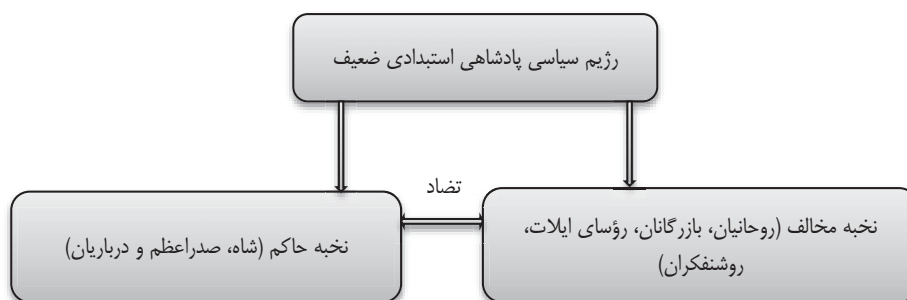 رژیم سیاسی پادشاهی استبدادی ضعیف
تضاد
نخبه مخالف (روحانیان، بازرگانان، رؤسای ایلات،
روشنفکران)
نخبه حاکم (شاه، صدراعظم و درباریان)